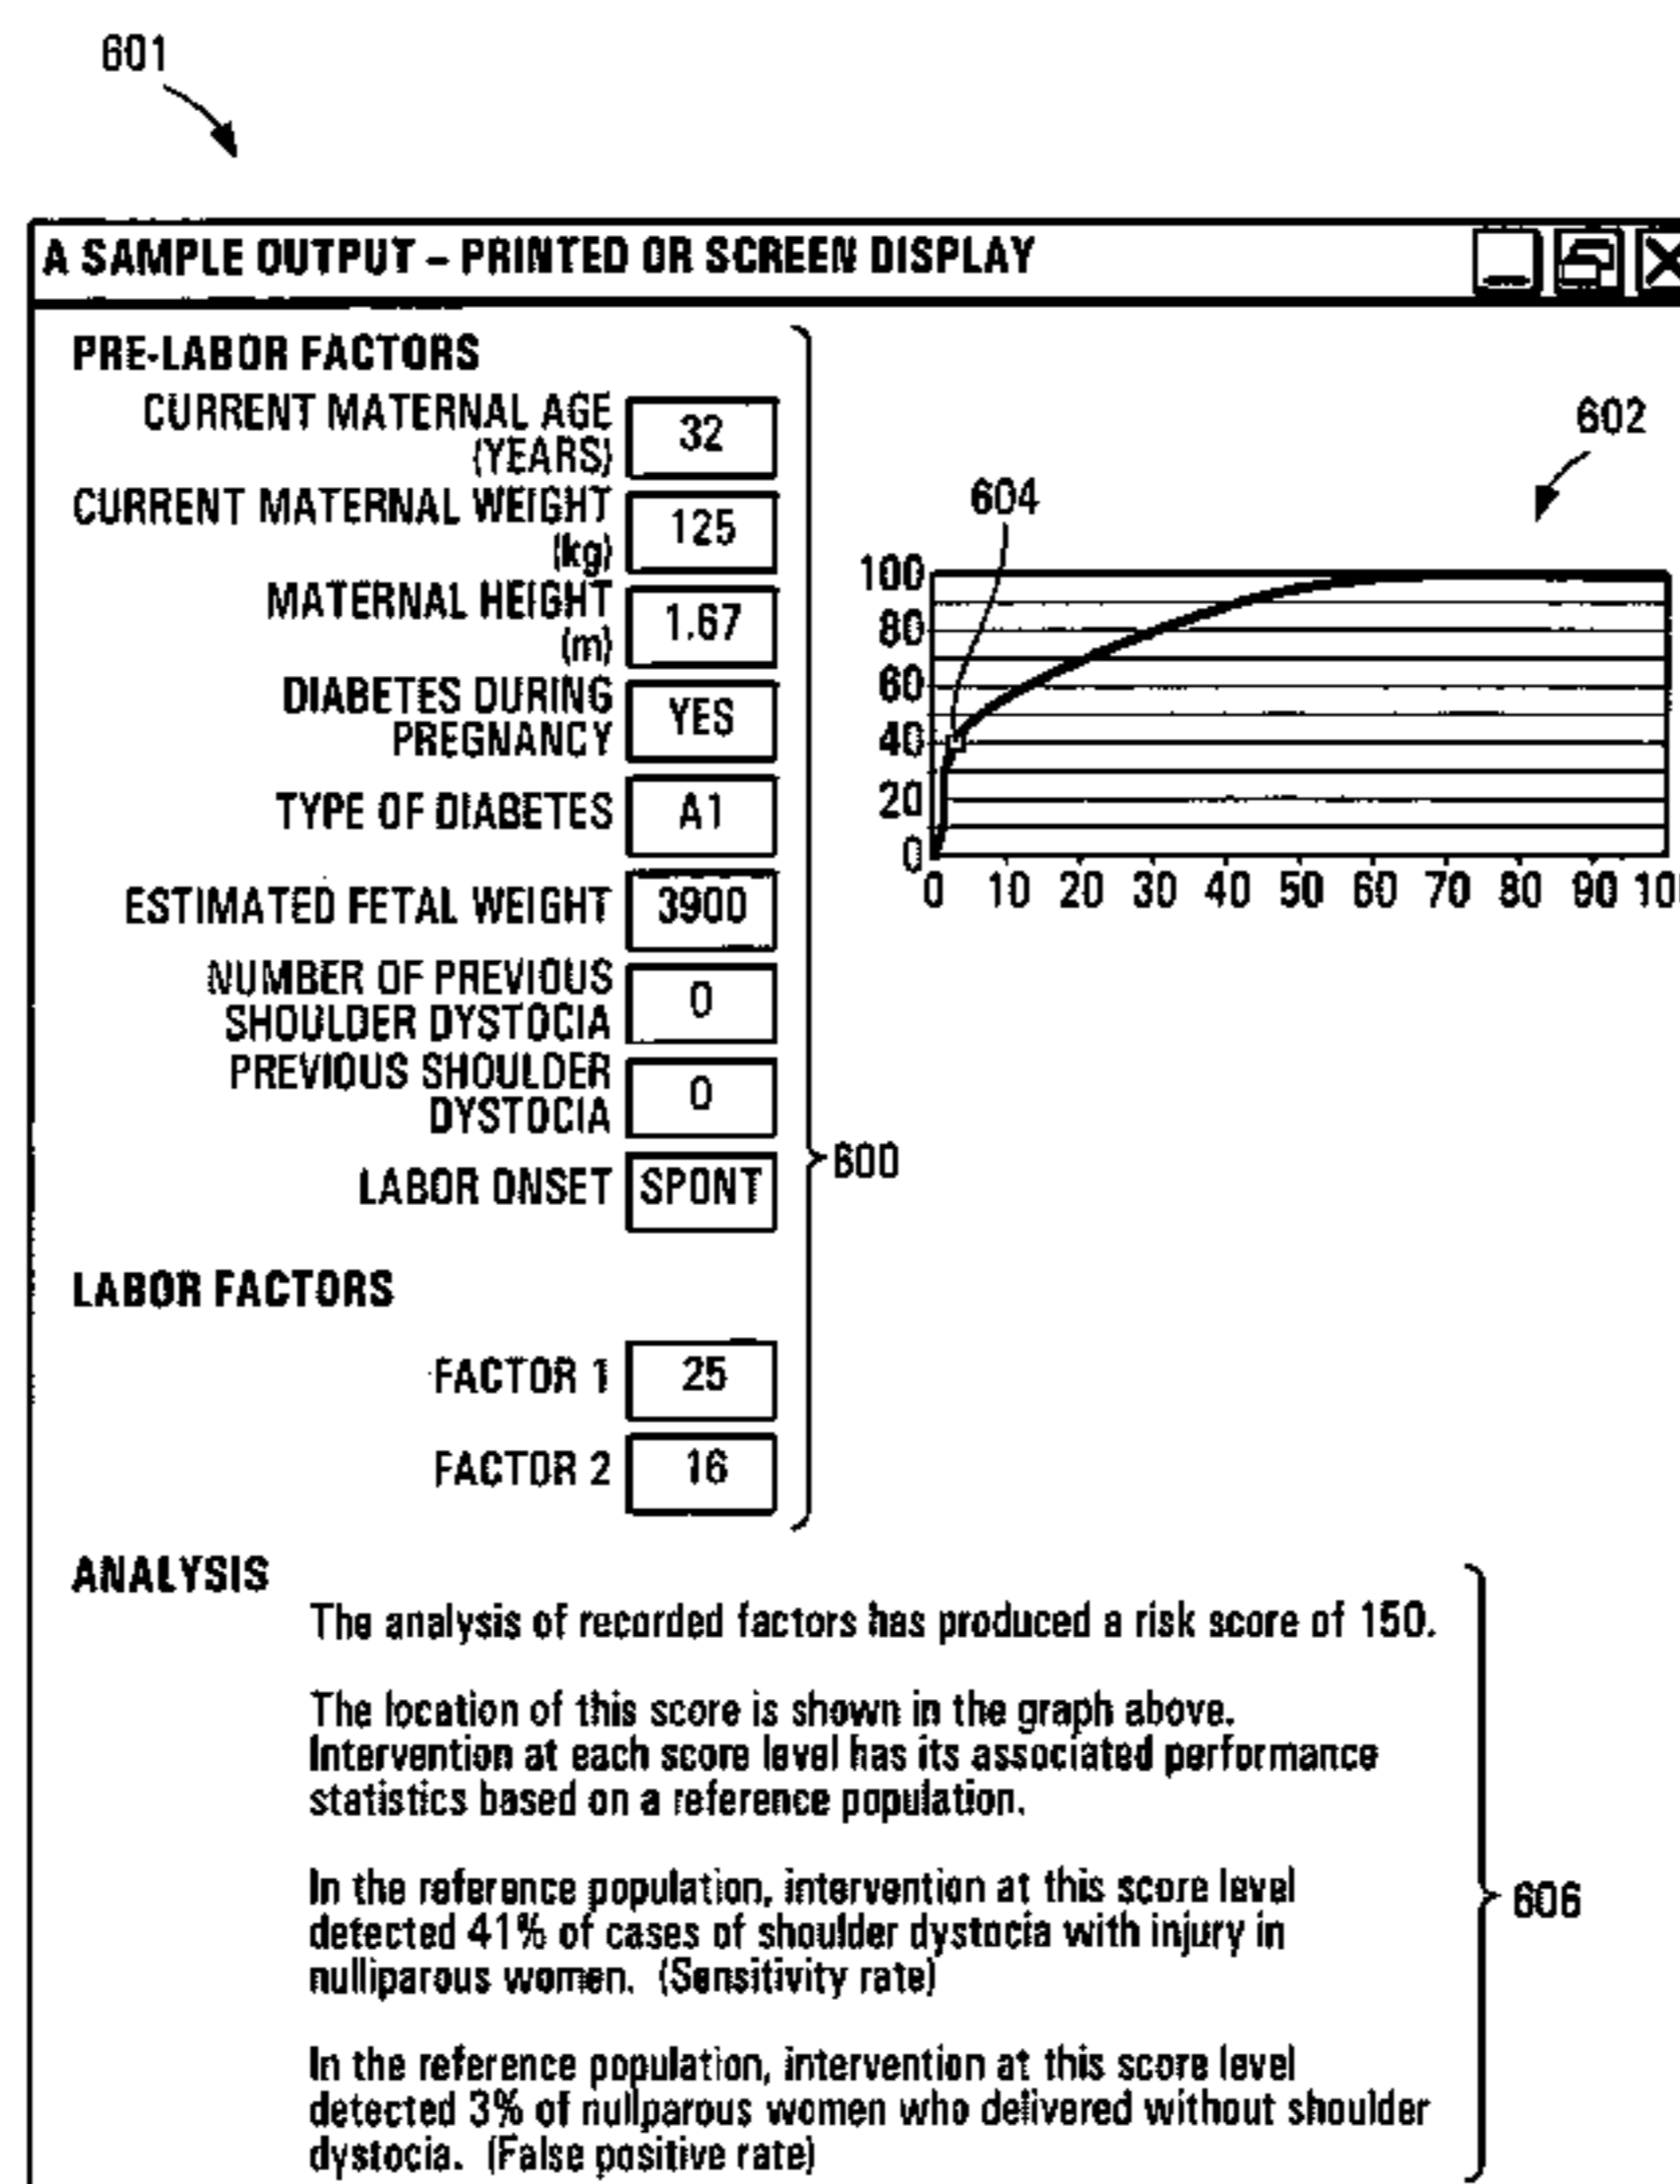 601
A SAMPLE OUTPUT – PRINTED OR SCREEN DISPLAY
PRE-LABOR FACTORS
CURRENT MATERNAL AGE
(YEARS)
32
CURRENT MATERNAL WEIGHT
(kg)
125
MATERNAL HEIGHT
(m)
1.67
DIABETES DURING
PREGNANCY
YES
TYPE OF DIABETES
A1
ESTIMATED FETAL WEIGHT
3900
NUMBER OF PREVIOUS
SHOULDER DYSTOCIA
0
PREVIOUS SHOULDER
DYSTOCIA
0
LABOR ONSET
SPONT
600
602
604
100
80
60
40
20
0
0 10 20 30 40 50 60 70 80 90 10
LABOR FACTORS
FACTOR 1
25
FACTOR 2
16
ANALYSIS
The analysis of recorded factors has produced a risk score of 150.
The location of this score is shown in the graph above.
Intervention at each score level has its associated performance
statistics based on a reference population.
In the reference population, intervention at this score level
detected 41% of cases of shoulder dystocia with injury in
nulliparous women. (Sensitivity rate)
In the reference population, intervention at this score level
detected 3% of nullparous women who delivered without shoulder
dystocia. (False positive rate)
606